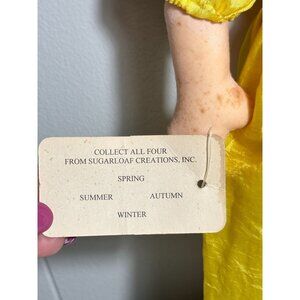 COLLECT ALL FOUR
FROM SUGARLOAF CREATIONS, INC.
SPRING
SUMMER AUTUMN
WINTER